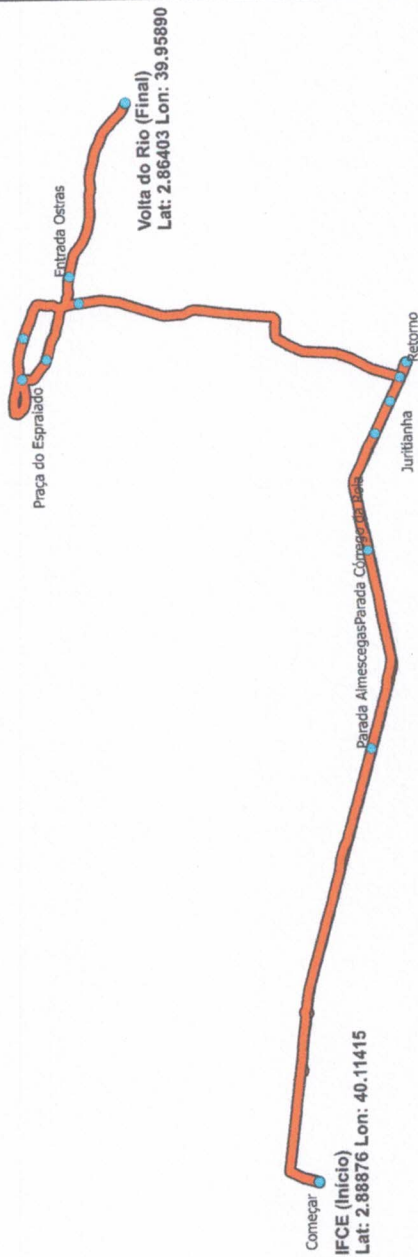 Praça do Espraiado
Entrada Ostras
Volta do Rio (Final)
Lat: 2.86403 Lon: 39.95890
Parada Almescegas
Parada Córrego da Rola
Juritianha
Retorno
Começar
IFCE (Início)
Lat: 2.88876 Lon: 40.11415